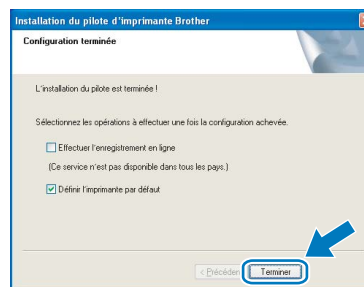 Installation du pilote d'imprimante Brother
Configuration terminée
L'installation du pilote est terminée !
Sélectionnez les opérations à effectuer une fois la configuration achevée.
Effectuer l'enregistrement en ligne
(Ce service n'est pas disponible dans tous les pays.)
Définir l'imprimante par défaut
< Précéden Terminer